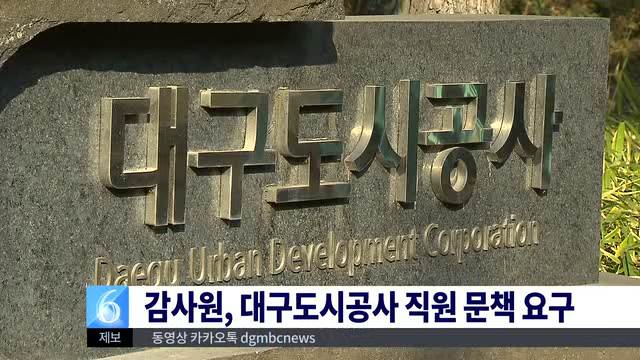 대구도시공사
Daegu Urban Development Corporation
6 감사원, 대구도시공사 직원 문책 요구
제보 동영상 카카오톡 dgmbcnews